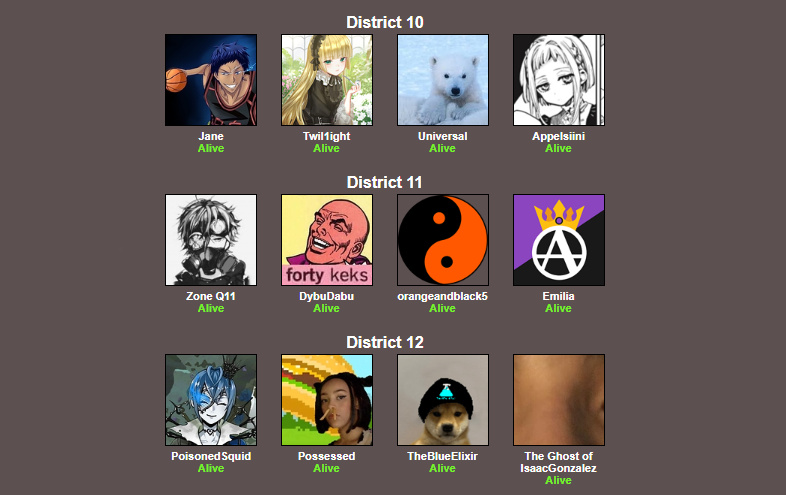 District 10
Jane
Alive
Twil1ight
Alive
Universal
Alive
Appelsiini
Alive
District 11
forty keks
Zone Q11
Alive
DybuDabu
Alive
orangeandblack5
Alive
A
Emilia
Alive
District 12
PoisonedSquid
Alive
Possessed
Alive
TheBlueElixir
Alive
The Ghost of
IsaacGonzalez
Alive